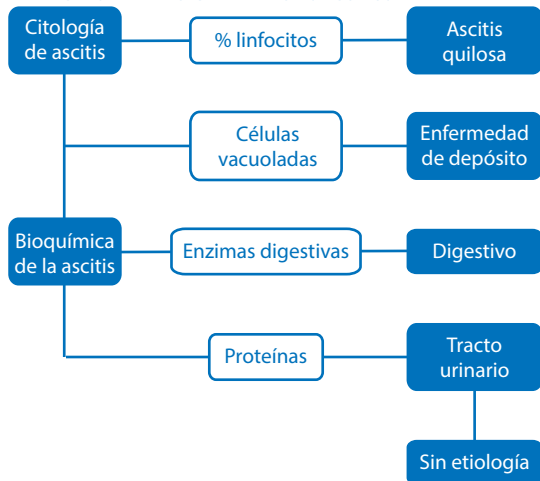 Citología
de ascitis
% linfocitos
Ascitis
quilosa
Células
vacuoladas
Enfermedad
de depósito
Bioquímica
de la ascitis
Enzimas digestivas
Digestivo
Proteínas
Tracto
urinario
Sin etiología